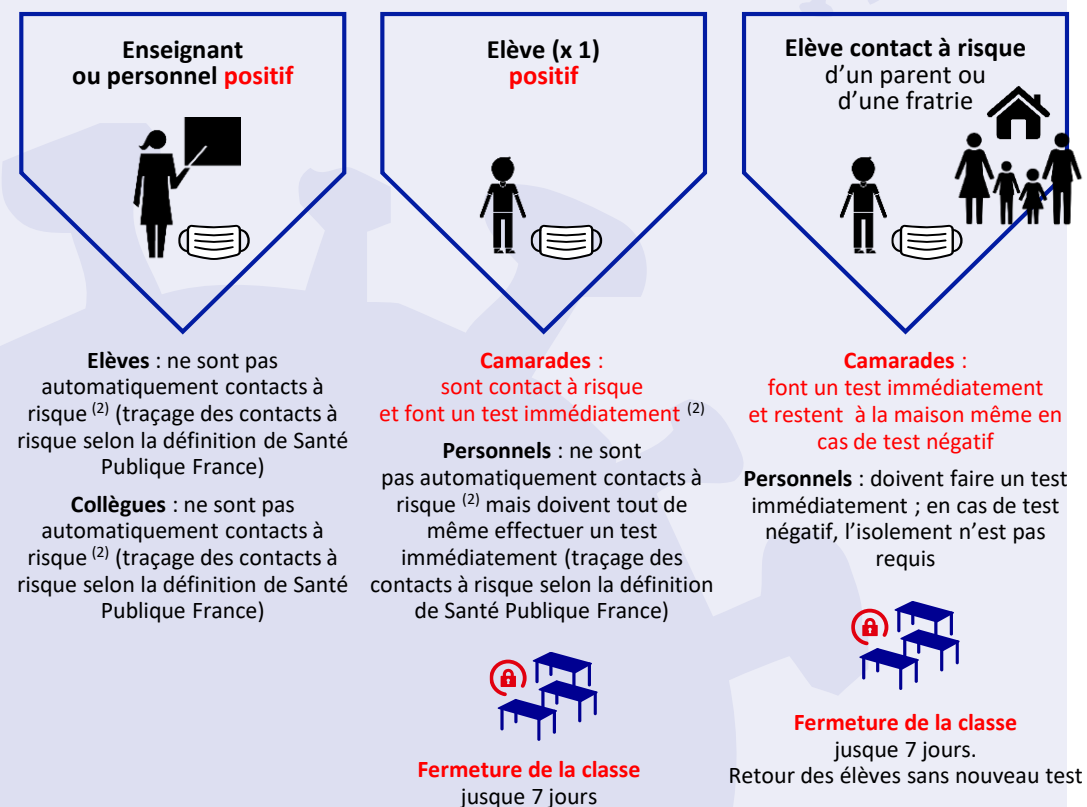 Enseignant
ou personnel positif
Elèves : ne sont pas
automatiquement contacts à
risque (2) (traçage des contacts à
risque selon la définition de Santé
Publique France)
Collègues : ne sont pas
automatiquement contacts à
risque (2) (traçage des contacts à
risque selon la définition de Santé
Publique France)
Elève (x 1)
positif
Camarades :
sont contact à risque
et font un test immédiatement (2)
Personnels : ne sont
pas automatiquement contacts à
risque (2) mais doivent tout de
même effectuer un test
immédiatement (traçage des
contacts à risque selon la définition
de Santé Publique France)
Fermeture de la classe
jusque 7 jours
Elève contact à risque
d’un parent ou
d’une fratrie
Camarades :
font un test immédiatement
et restent à la maison même en
cas de test négatif
Personnels : doivent faire un test
immédiatement ; en cas de test
négatif, l’isolement n’est pas
requis
Fermeture de la classe
jusque 7 jours.
Retour des élèves sans nouveau test